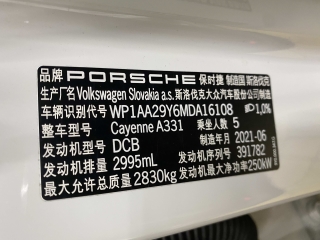 品牌 PORSCHE 保时捷 制造国 斯洛伐克
生产厂名 Volkswagen Slovakia a.s. 斯洛伐克大众汽车股份公司制造
车辆识别代号 WP1AA29Y6MDA16108 1,0%
整车型号 Cayenne A331 乘坐人数 5
发动机型号 DCB 制造年月 2021-06
发动机排量 2995mL 发动机序列号 391782
最大允许总质量 2830kg 发动机最大净功率 250kW